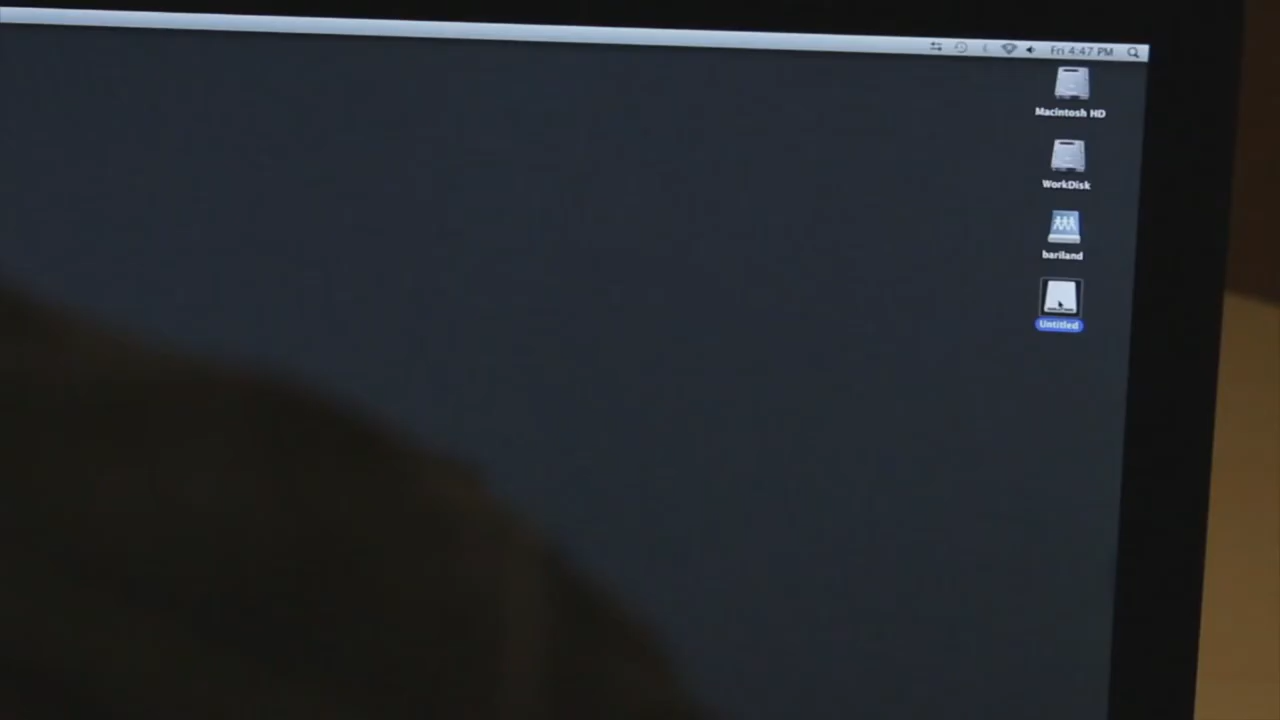 Fri 4:47 PM
Macintosh HD
WorkDisk
bariland
Untitled